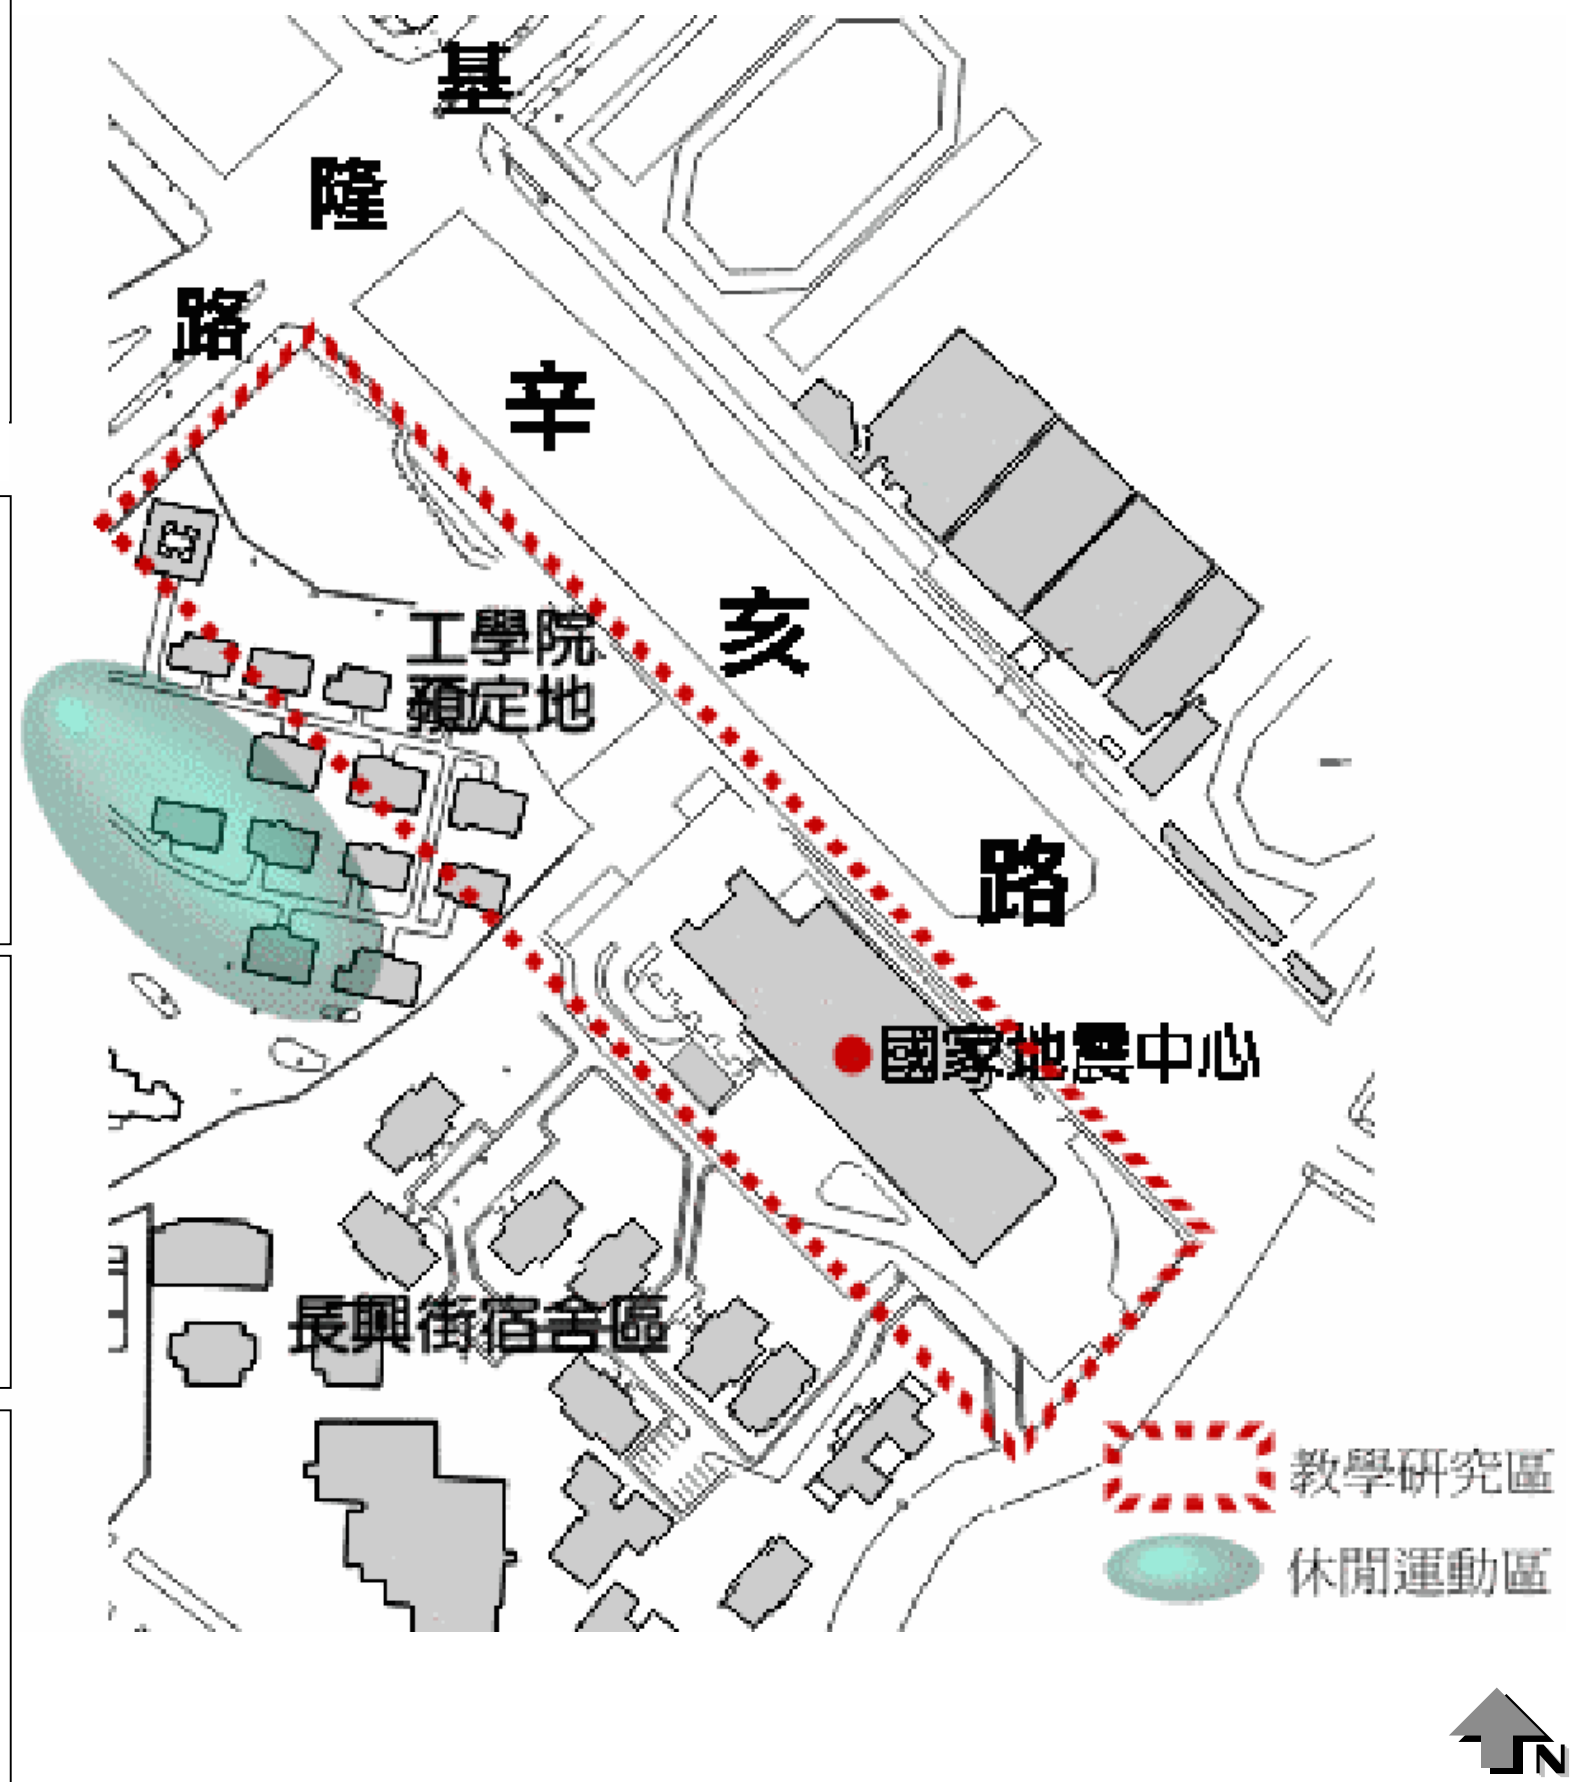 基隆路
辛亥路
工學院
預定地
國家地震中心
長興街宿舍區
教學研究區
休閒運動區
N